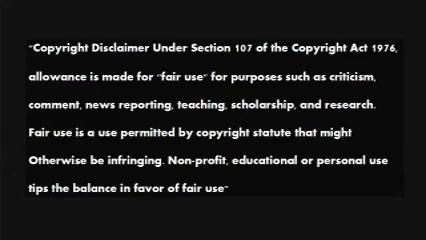 "Copyright Disclaimer Under Section 107 of the Copyright Act 1976,
allowance is made for "fair use" for purposes such as criticism,
comment, news reporting, teaching, scholarship, and research.
Fair use is a use permitted by copyright statute that might
Otherwise be infringing. Non-profit, educational or personal use
tips the balance in favor of fair use"